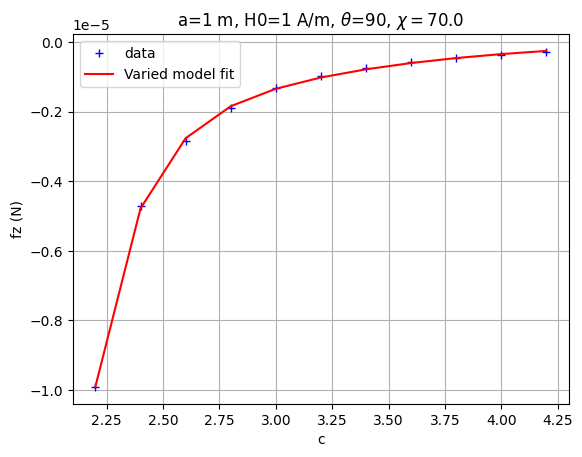 a=1 m, H0=1 A/m, θ=90, χ = 70.0
1e−5
data
Varied model fit
0.0
−0.2
−0.4
−0.6
−0.8
−1.0
fz (N)
2.25 2.50 2.75 3.00 3.25 3.50 3.75 4.00 4.25
c